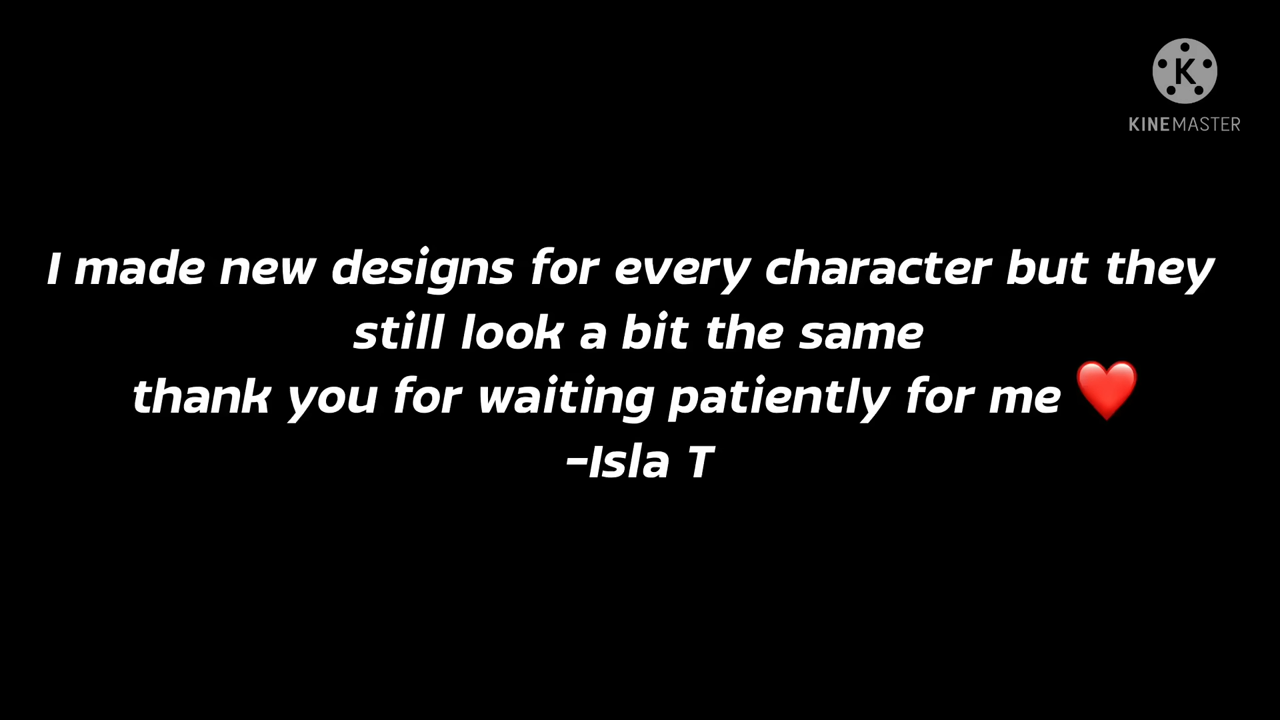 K
KINEMASTER
I made new designs for every character but they
still look a bit the same
thank you for waiting patiently for me ❤️
-Isla T